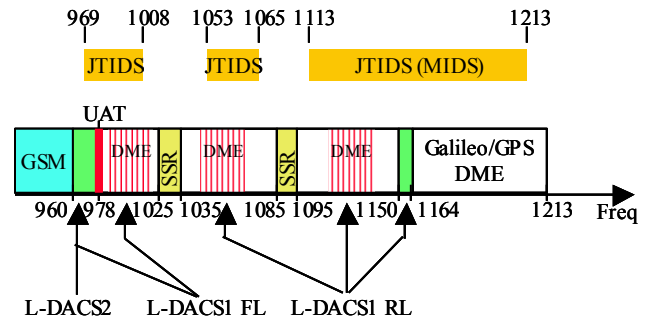 969 1008 1053 1065 1113 1213
JTIDS JTIDS JTIDS (MIDS)
UAT
GSM DME SSR DME SSR DME Galileo/GPS
DME
960 978 1025 1035 1085 1095 1150 1164 1213 Freq
L-DACS2 L-DACS1 FL L-DACS1 RL